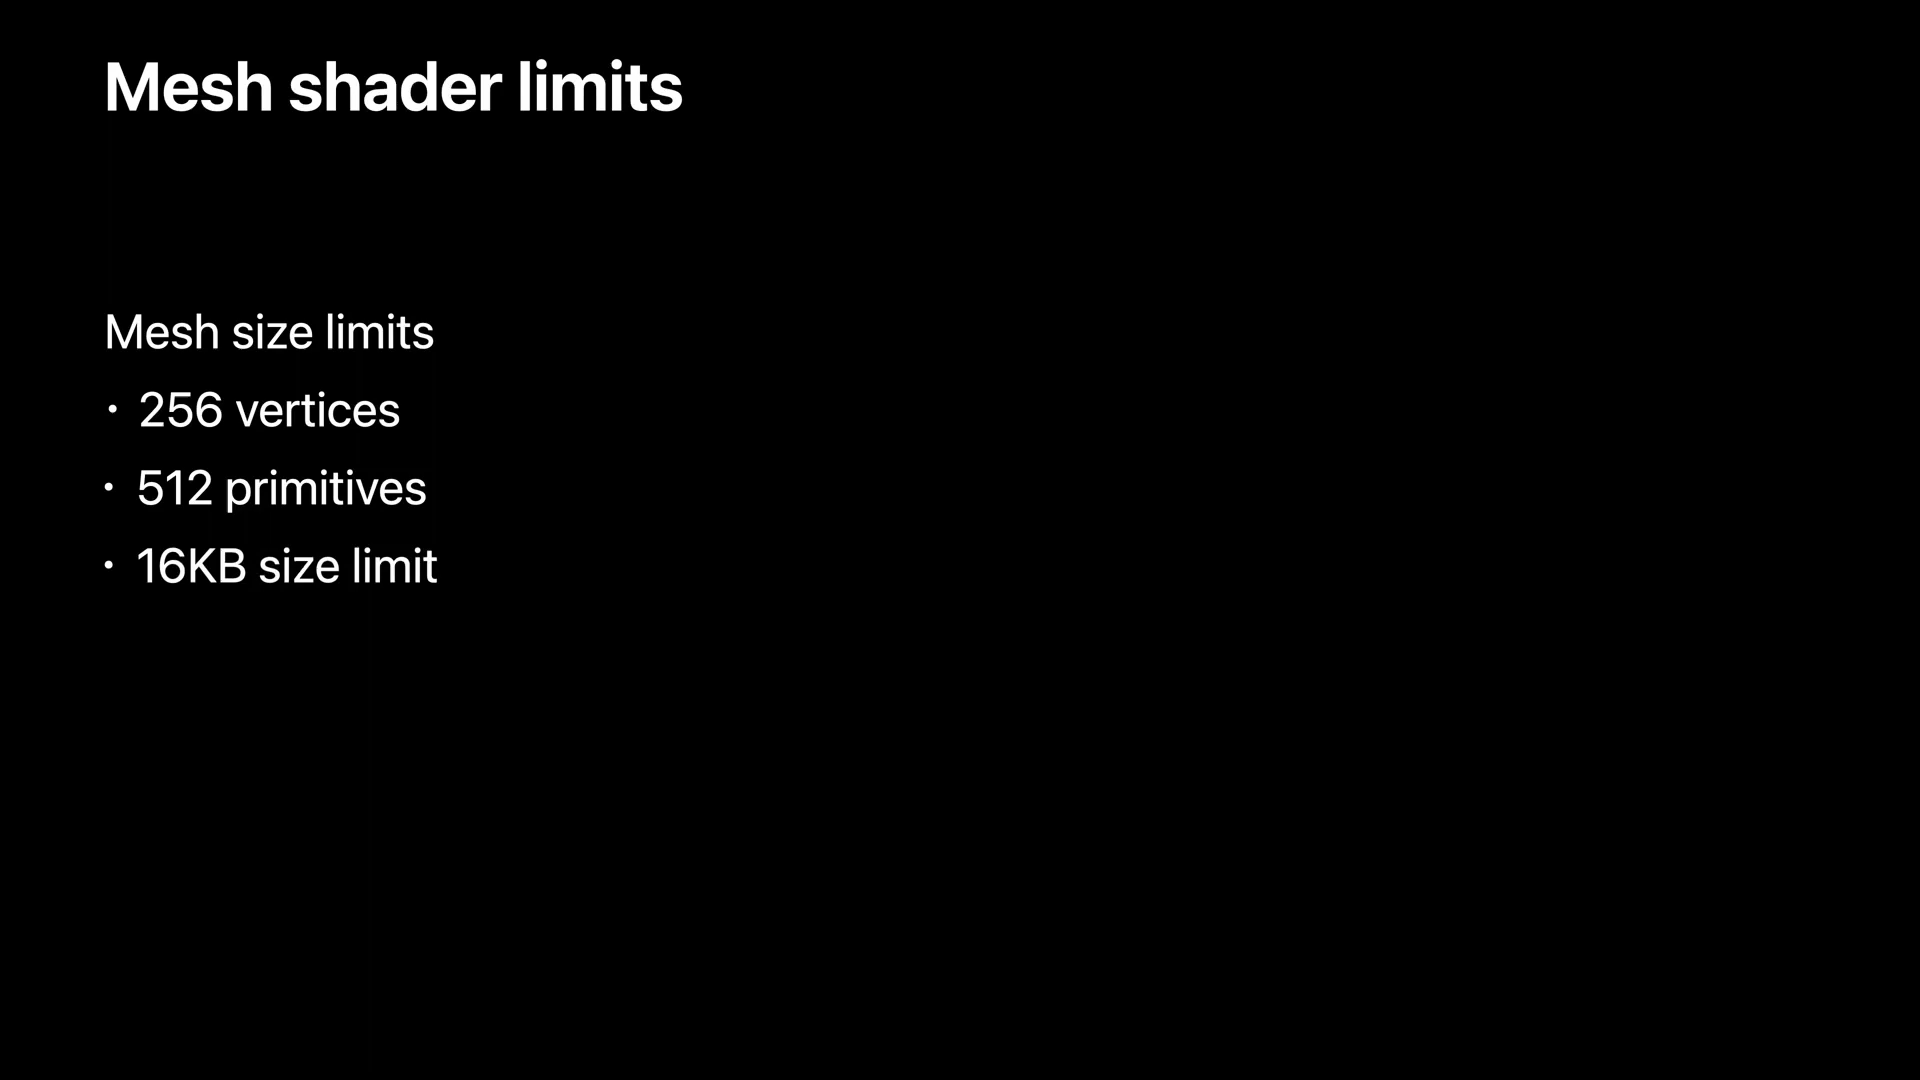 Mesh shader limits
Mesh size limits
• 256 vertices
• 512 primitives
• 16KB size limit